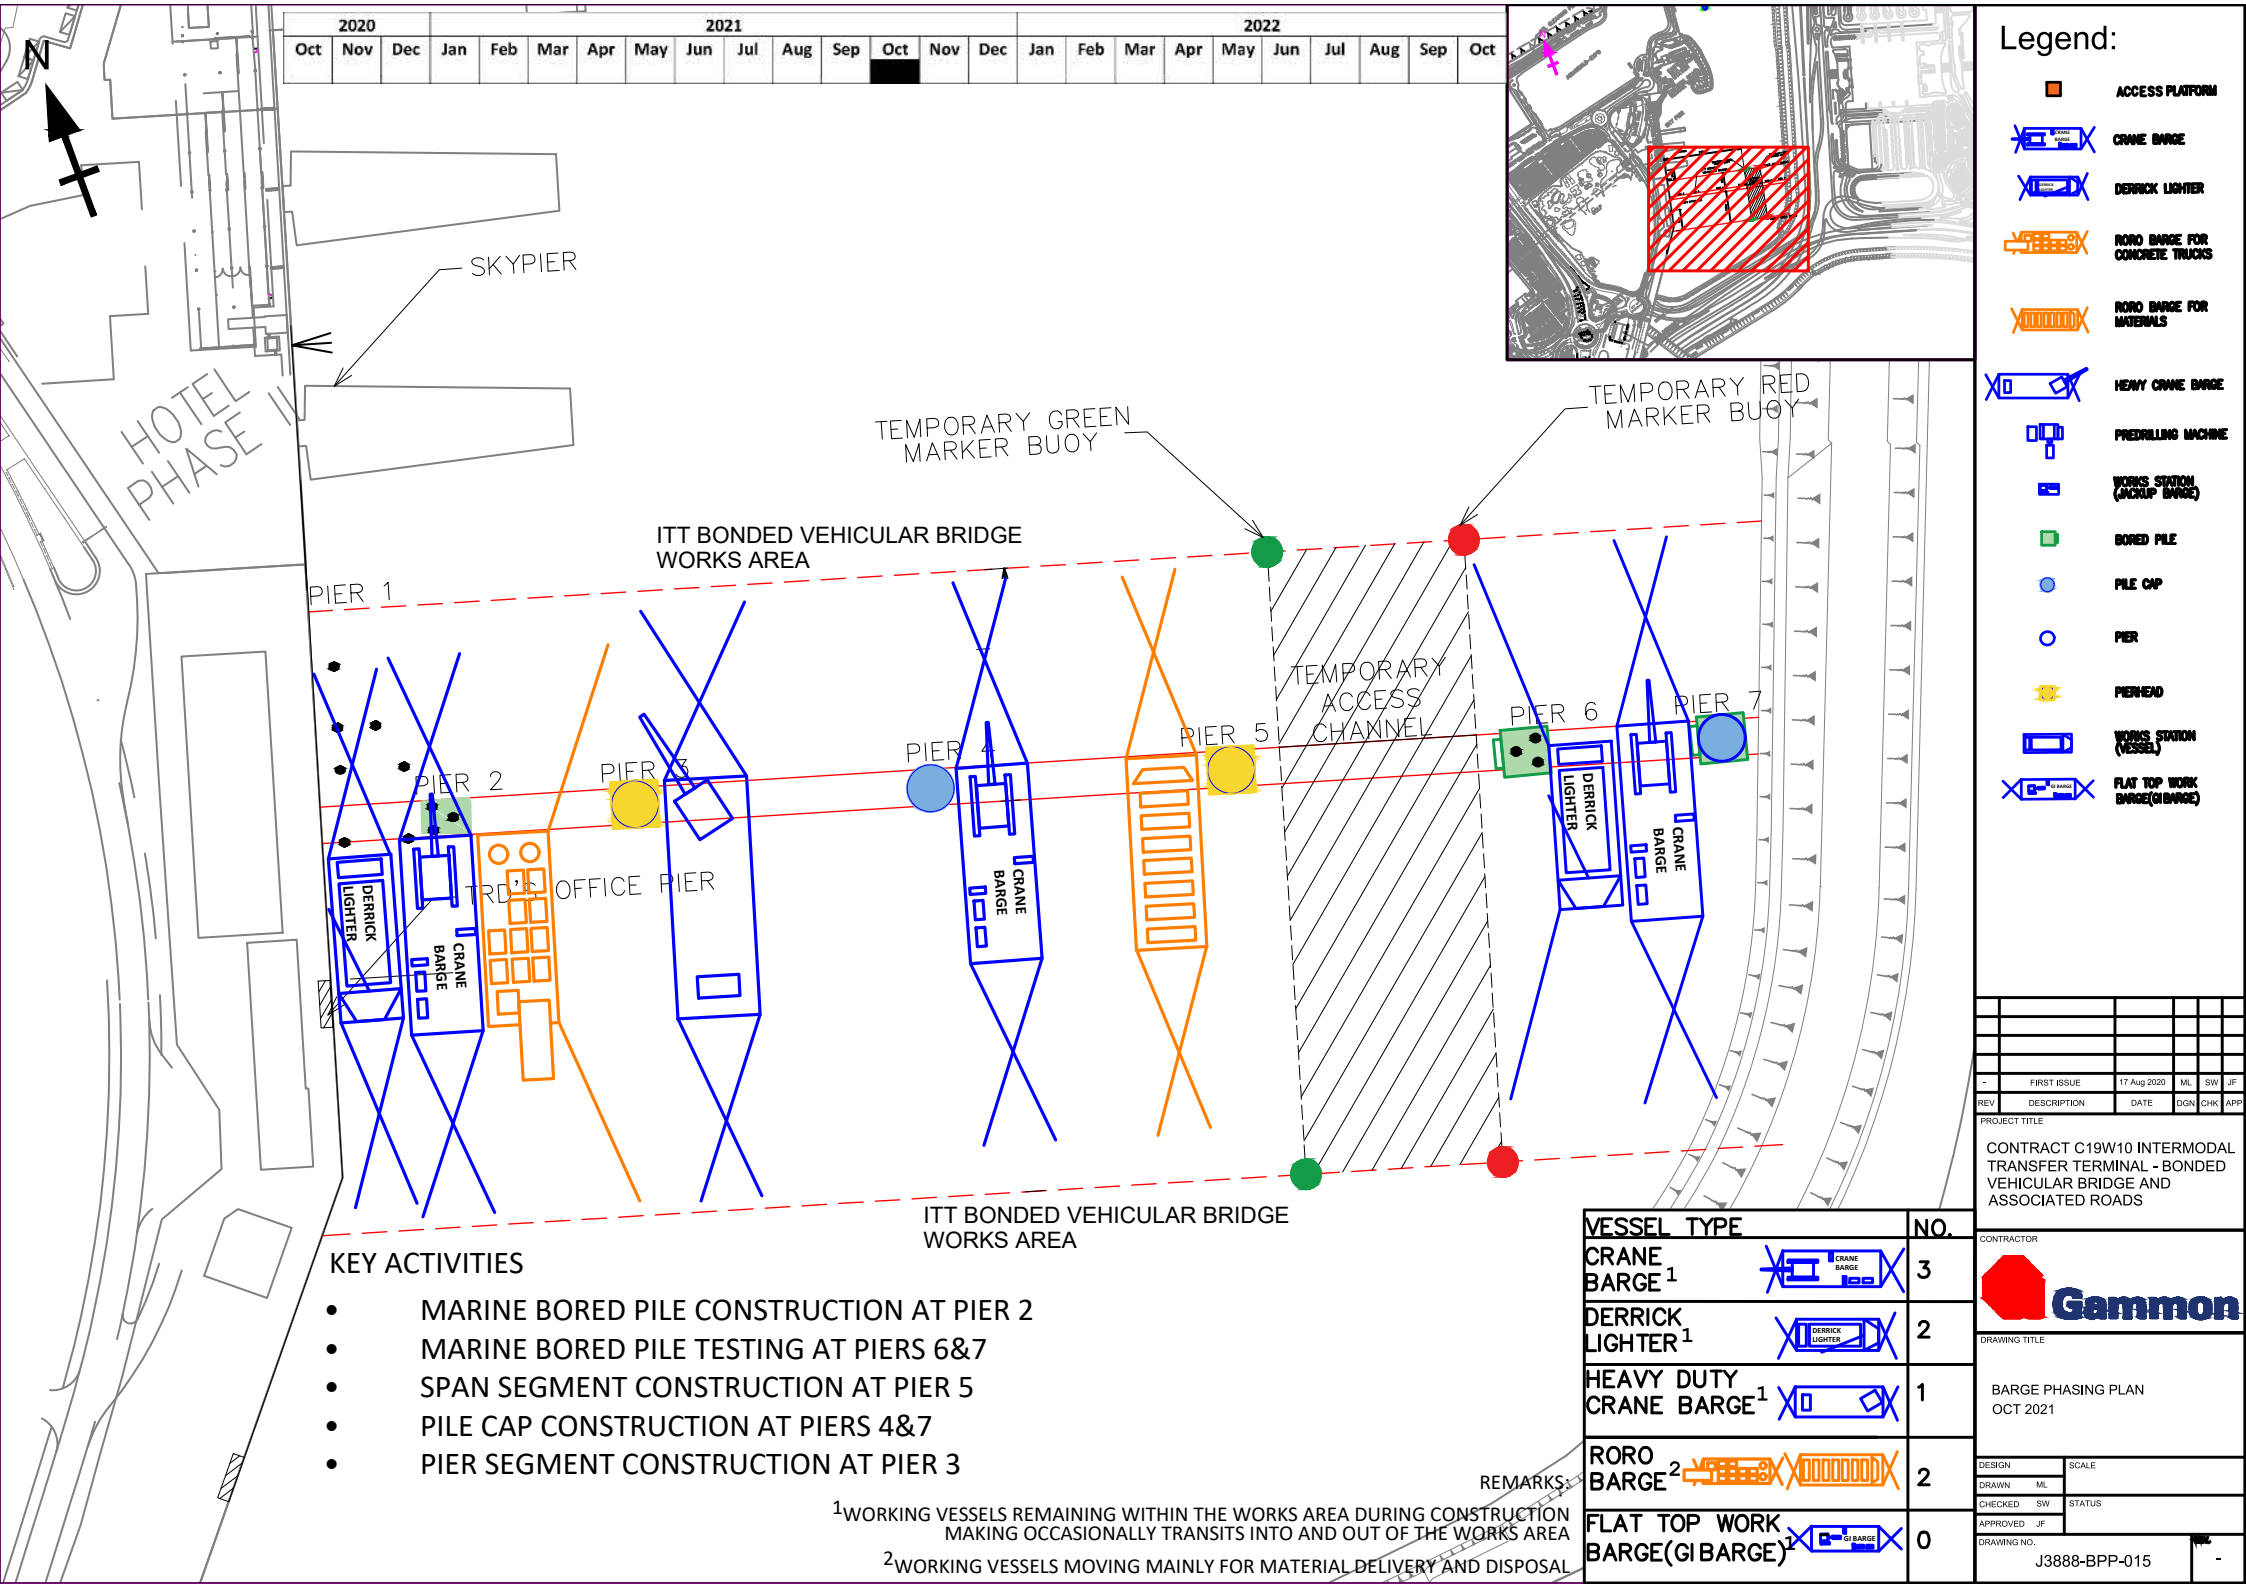 2020 2021 2022
Oct Nov Dec Jan Feb Mar Apr May Jun Jul Aug Sep Oct Nov Dec Jan Feb Mar Apr May Jun Jul Aug Sep Oct
N
SKYPIER
HOTEL
PHASE II
TEMPORARY GREEN
MARKER BUOY
TEMPORARY RED
MARKER BUOY
ITT BONDED VEHICULAR BRIDGE
WORKS AREA
PIER 1
PIER 2
PIER 3
PIER 4
PIER 5
TEMPORARY
ACCESS
CHANNEL
PIER 6
PIER 7
TRD'S OFFICE PIER
DERRICK
LIGHTER
CRANE
BARGE
CRANE
BARGE
DERRICK
LIGHTER
CRANE
BARGE
ITT BONDED VEHICULAR BRIDGE
WORKS AREA
KEY ACTIVITIES
• MARINE BORED PILE CONSTRUCTION AT PIER 2
• MARINE BORED PILE TESTING AT PIERS 6&7
• SPAN SEGMENT CONSTRUCTION AT PIER 5
• PILE CAP CONSTRUCTION AT PIERS 4&7
• PIER SEGMENT CONSTRUCTION AT PIER 3
REMARKS:
1WORKING VESSELS REMAINING WITHIN THE WORKS AREA DURING CONSTRUCTION
MAKING OCCASIONALLY TRANSITS INTO AND OUT OF THE WORKS AREA
2WORKING VESSELS MOVING MAINLY FOR MATERIAL DELIVERY AND DISPOSAL
VESSEL TYPE NO.
CRANE
BARGE1 CRANE BARGE 3
DERRICK
LIGHTER1 DERRICK LIGHTER 2
HEAVY DUTY
CRANE BARGE1 1
RORO
BARGE2 2
FLAT TOP WORK
BARGE(GI BARGE)1 GI BARGE 0
Legend:
ACCESS PLATFORM
CRANE BARGE
CRANE BARGE
DERRICK LIGHTER
DERRICK LIGHTER
RORO BARGE FOR
CONCRETE TRUCKS
RORO BARGE FOR
MATERIALS
HEAVY CRANE BARGE
PREDRILLING MACHINE
WORKS STATION
(JACKUP BARGE)
BORED PILE
PILE CAP
PIER
PIERHEAD
WORKS STATION
(VESSEL)
GI BARGE
FLAT TOP WORK
BARGE(GI BARGE)
- FIRST ISSUE 17 Aug 2020 ML SW JF
REV DESCRIPTION DATE DGN CHK APP
PROJECT TITLE
CONTRACT C19W10 INTERMODAL
TRANSFER TERMINAL - BONDED
VEHICULAR BRIDGE AND
ASSOCIATED ROADS
CONTRACTOR
Gammon
DRAWING TITLE
BARGE PHASING PLAN
OCT 2021
DESIGN SCALE
DRAWN ML
CHECKED SW STATUS
APPROVED JF
DRAWING NO.
J3888-BPP-015 -